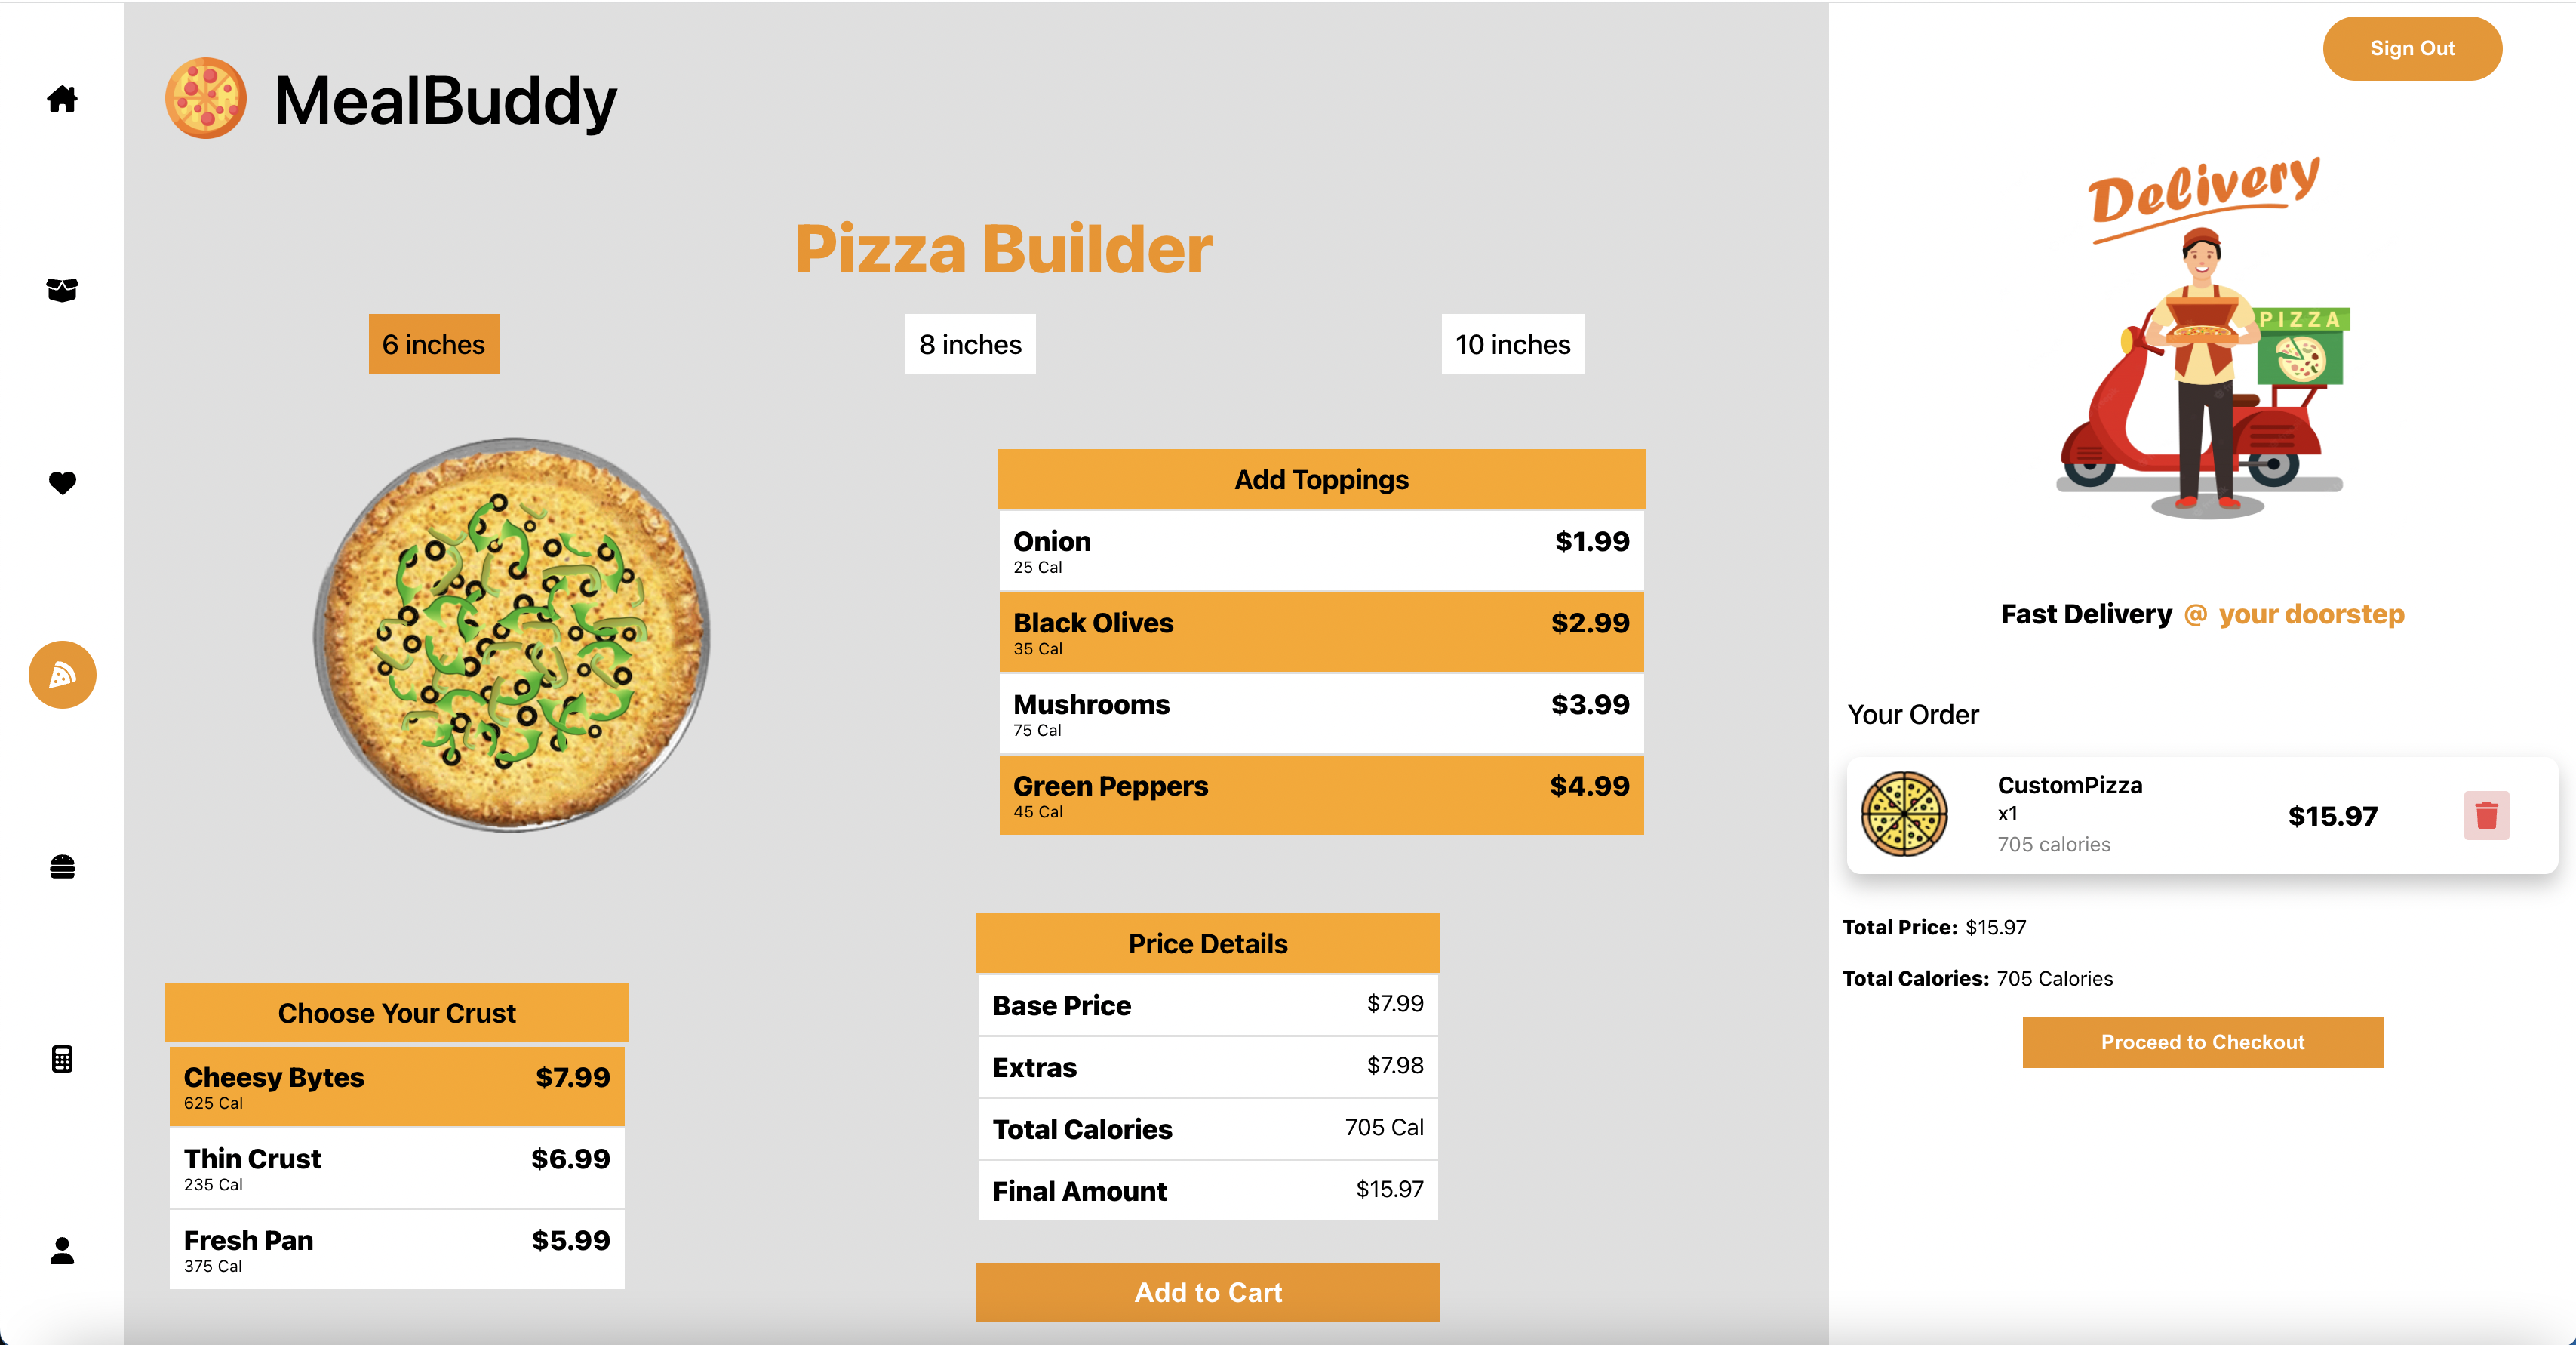 Sign Out
MealBuddy
Delivery
Pizza Builder
6 inches
8 inches
10 inches
PIZZA
Add Toppings
Onion $1.99
25 Cal
Black Olives $2.99
35 Cal
Mushrooms $3.99
75 Cal
Green Peppers $4.99
45 Cal
Fast Delivery @ your doorstep
Your Order
CustomPizza
x1
$15.97
705 calories
Total Price: $15.97
Total Calories: 705 Calories
Proceed to Checkout
Choose Your Crust
Cheesy Bytes $7.99
625 Cal
Thin Crust $6.99
235 Cal
Fresh Pan $5.99
375 Cal
Price Details
Base Price $7.99
Extras $7.98
Total Calories 705 Cal
Final Amount $15.97
Add to Cart